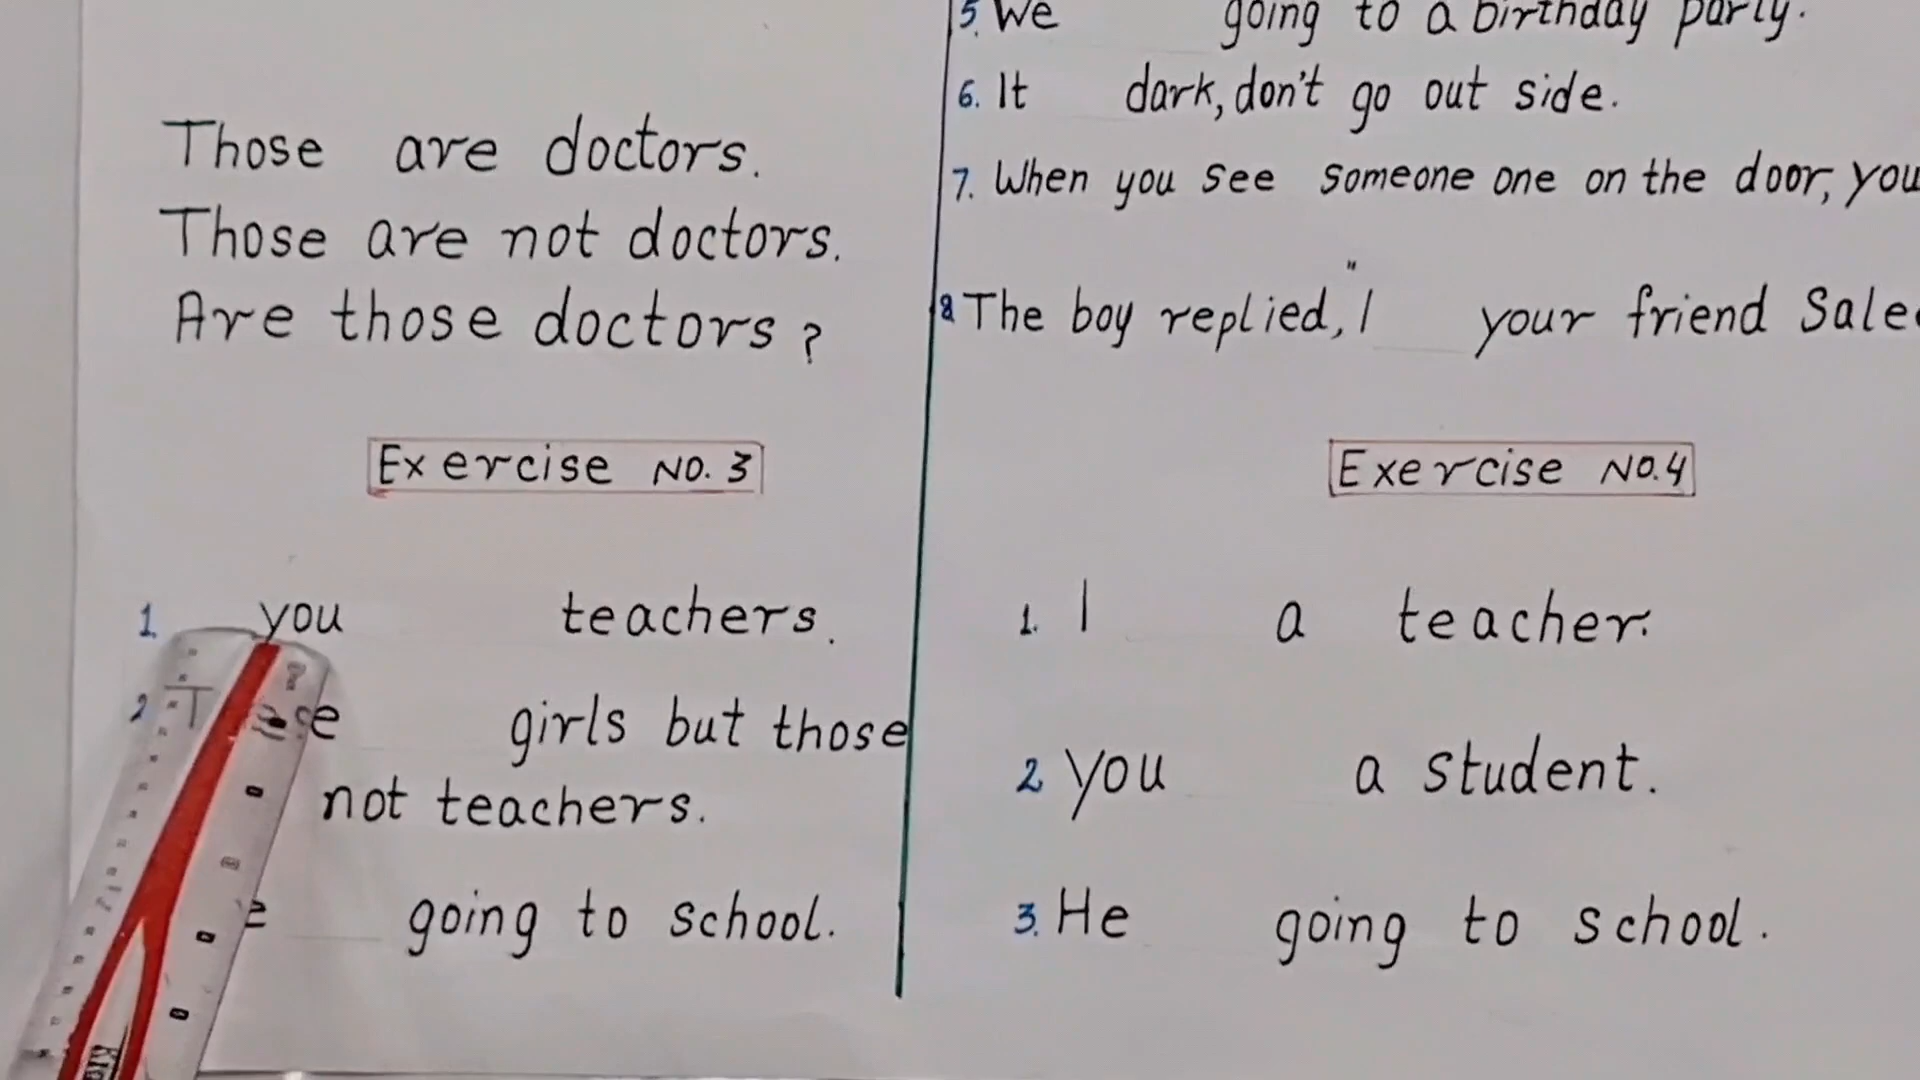 Those are doctors.
Those are not doctors.
Are those doctors?
Exercise NO. 3
1. you teachers.
2 girls but those
not teachers.
going to school.
5. We going to a birthday party.
6. It dark, don't go out side.
7. When you see someone one on the door, you
8 The boy replied, "I your friend
Exercise NO.4
1. I a teacher.
2 you a student.
3. He going to school.